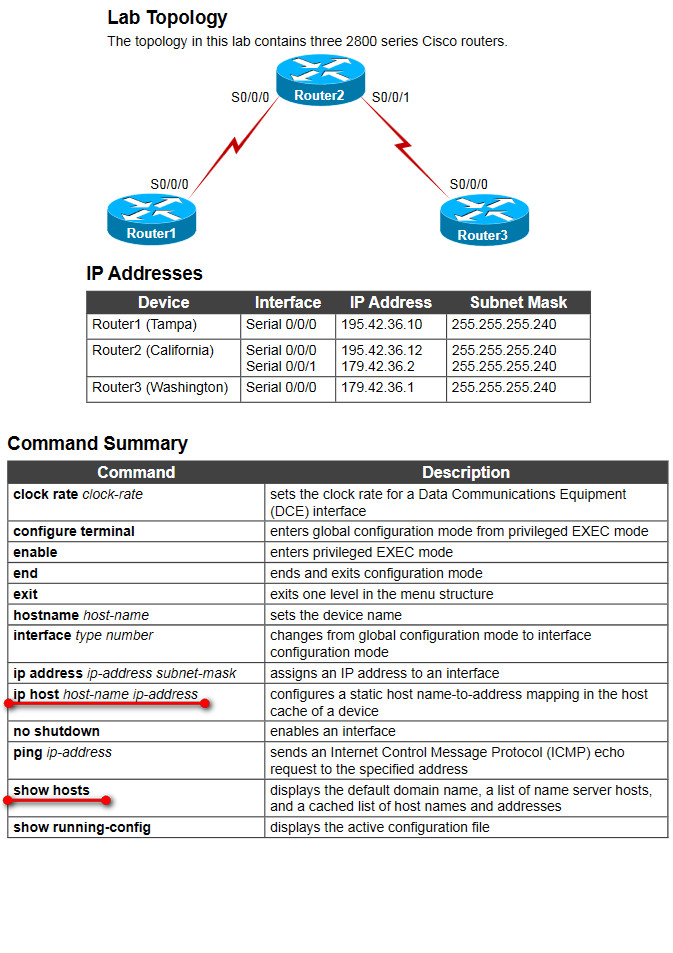 Lab Topology
The topology in this lab contains three 2800 series Cisco routers.
S0/0/0
Router2
S0/0/1
S0/0/0
S0/0/0
Router1
Router3
IP Addresses
Device Interface IP Address Subnet Mask
Router1 (Tampa) Serial 0/0/0 195.42.36.10 255.255.255.240
Router2 (California) Serial 0/0/0 195.42.36.12 255.255.255.240
Serial 0/0/1 179.42.36.2 255.255.255.240
Router3 (Washington) Serial 0/0/0 179.42.36.1 255.255.255.240
Command Summary
Command Description
clock rate clock-rate sets the clock rate for a Data Communications Equipment
(DCE) interface
configure terminal enters global configuration mode from privileged EXEC mode
enable enters privileged EXEC mode
end ends and exits configuration mode
exit exits one level in the menu structure
hostname host-name sets the device name
interface type number changes from global configuration mode to interface
configuration mode
ip address ip-address subnet-mask assigns an IP address to an interface
ip host host-name ip-address configures a static host name-to-address mapping in the host
cache of a device
no shutdown enables an interface
ping ip-address sends an Internet Control Message Protocol (ICMP) echo
request to the specified address
show hosts displays the default domain name, a list of name server hosts,
and a cached list of host names and addresses
show running-config displays the active configuration file